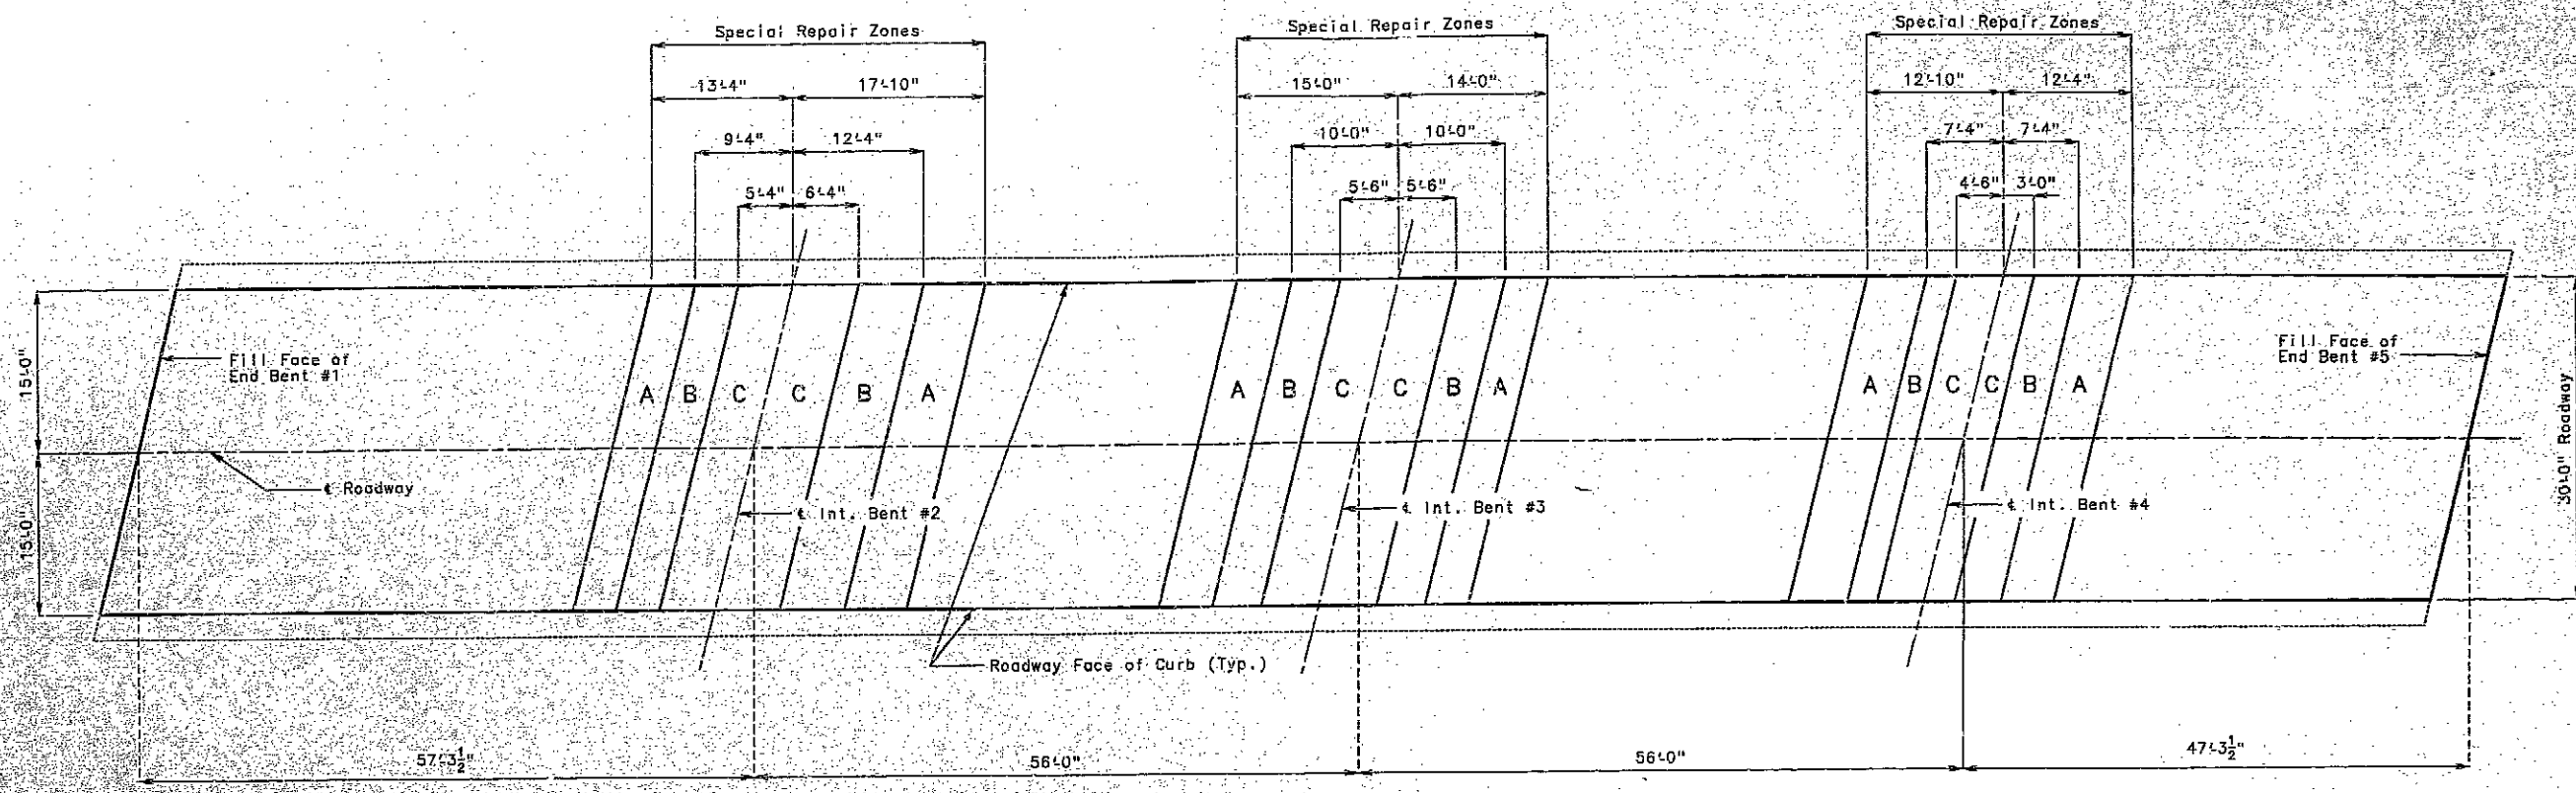 Special Repair Zones
Special Repair Zones
Special Repair Zones
13'-4" 17'-10"
15'-0" 14'-0"
12'-10" 12'-4"
9'-4" 12'-4"
10'-0" 10'-0"
7'-4" 7'-4"
5'-4" 6'-4"
5'-6" 5'-6"
4'-6" 3'-0"
15'-0"
15'-0"
Fill Face of
End Bent #1
A B C C B A
A B C C B A
A B C C B A
Fill Face of
End Bent #5
30'-0" Roadway
℄ Roadway
℄ Int. Bent #2
℄ Int. Bent #3
℄ Int. Bent #4
Roadway Face of Curb (Typ.)
57'-3½"
56'-0"
56'-0"
47'-3½"